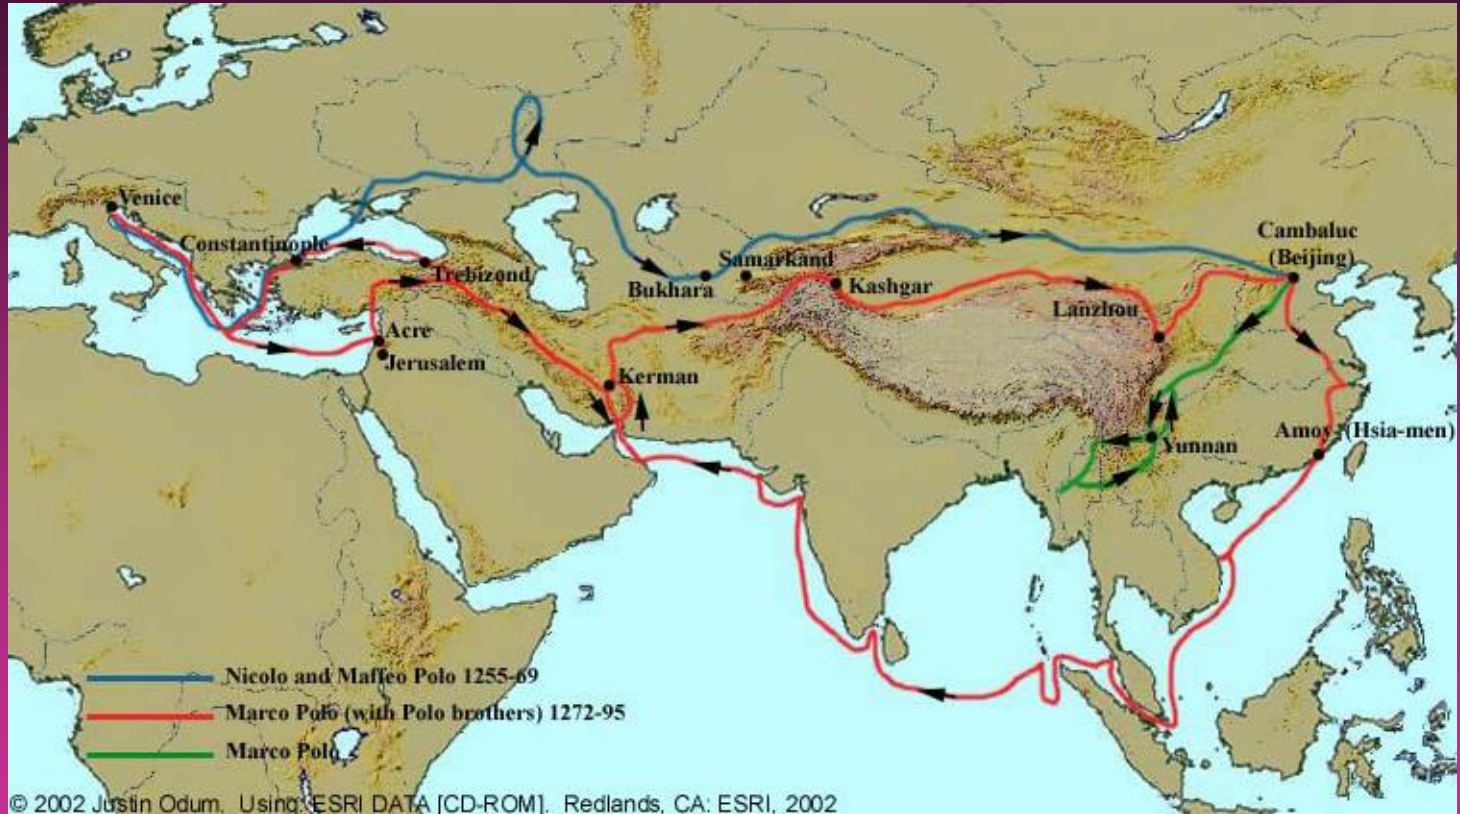 Venice
Constantinople
Trebizond
Bukhara
Samarkand
Kashgar
Cambaluc
(Beijing)
Lanzhou
Acre
Jerusalem
Kerman
Yunnan
Amoy (Hsia-men)
Nicolo and Maffeo Polo 1255-69
Marco Polo (with Polo brothers) 1272-95
Marco Polo
© 2002 Justin Odum. Using: ESRI DATA [CD-ROM]. Redlands, CA: ESRI, 2002